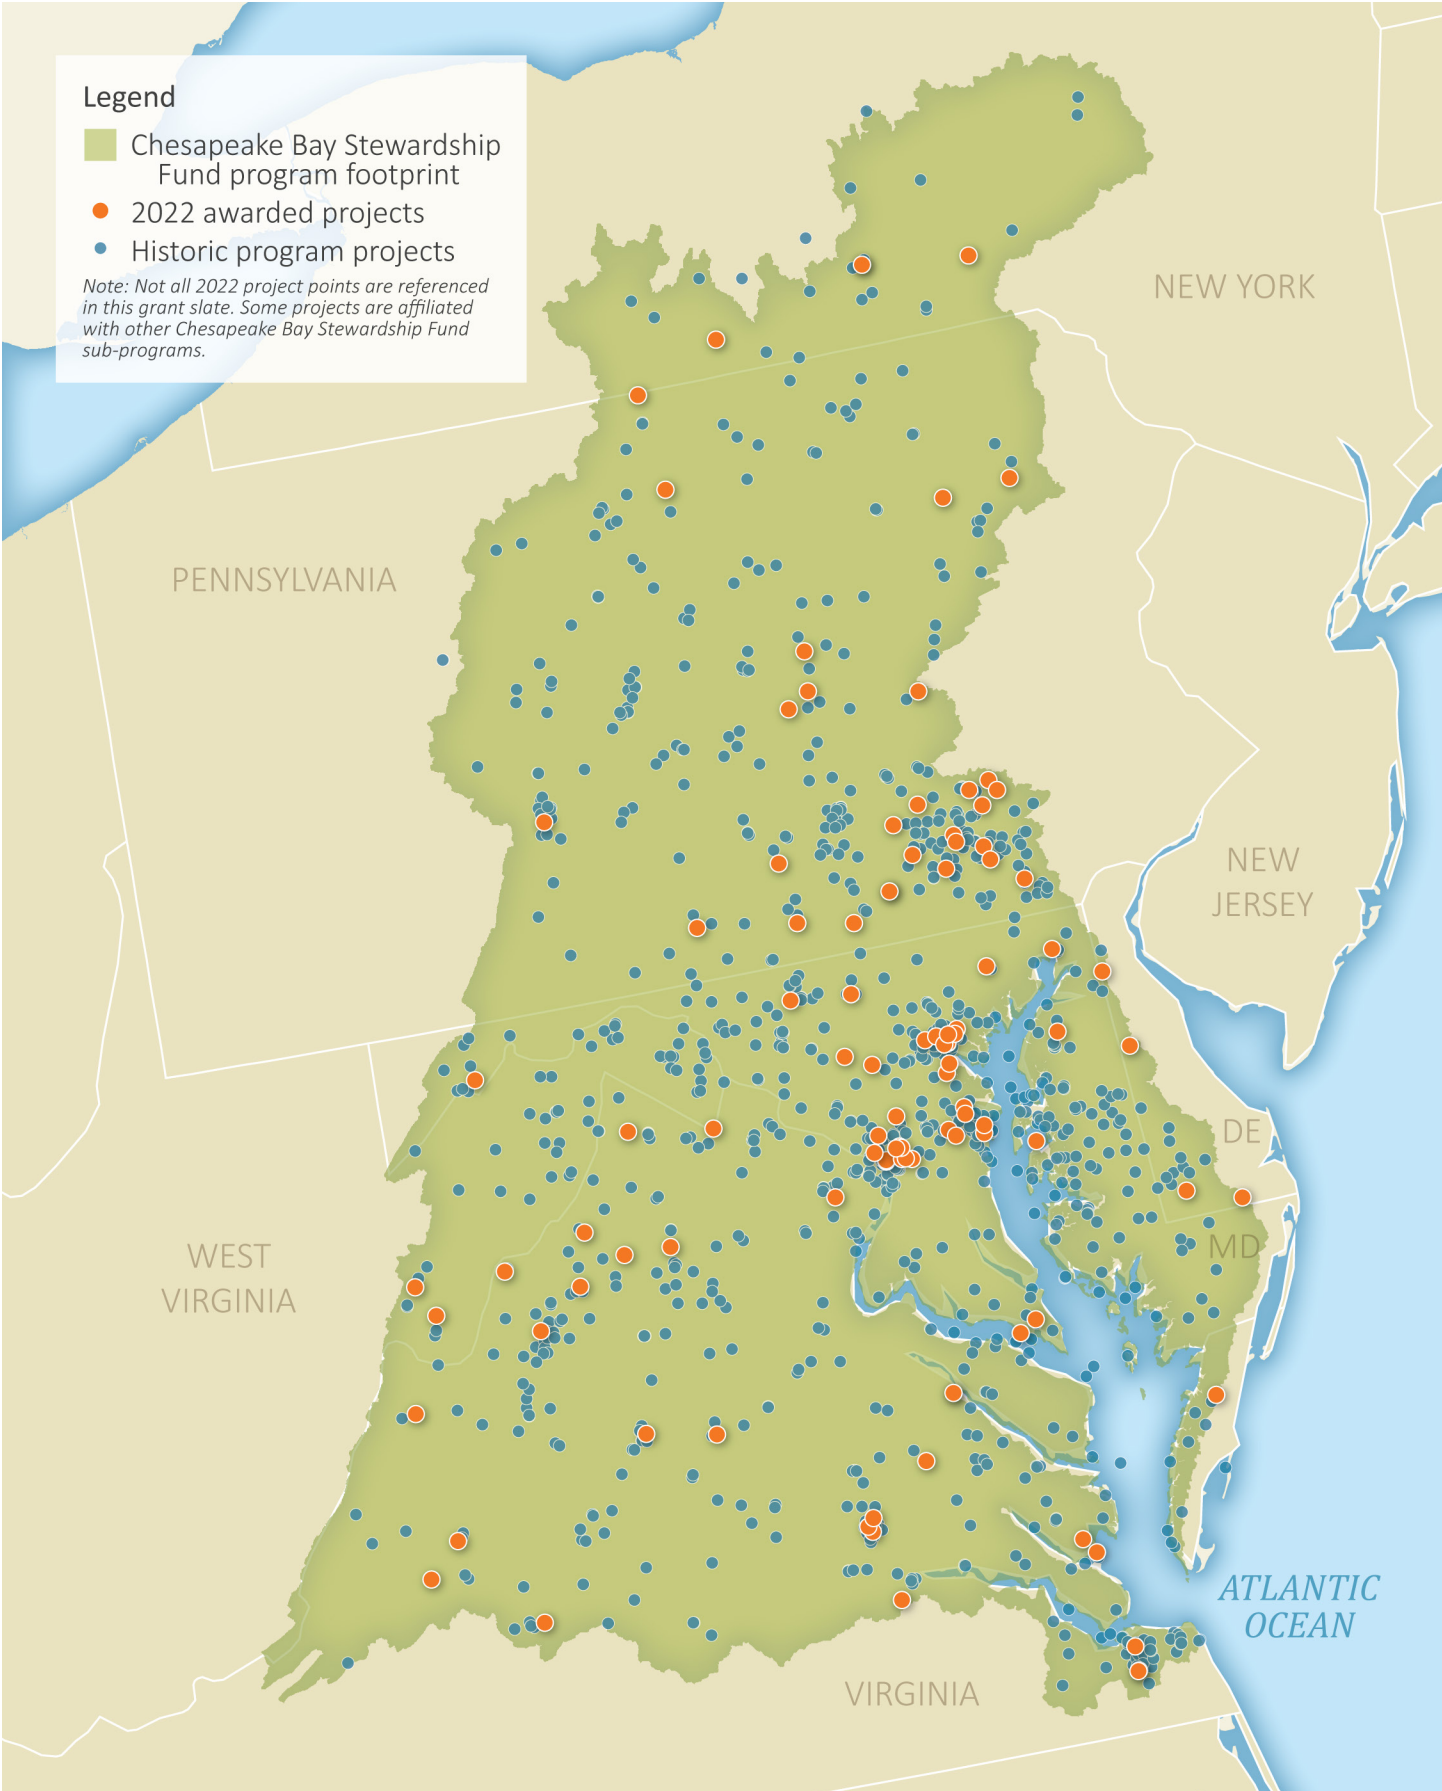 Legend
Chesapeake Bay Stewardship
Fund program footprint
2022 awarded projects
Historic program projects
Note: Not all 2022 project points are referenced
in this grant slate. Some projects are affiliated
with other Chesapeake Bay Stewardship Fund
sub-programs.
NEW YORK
PENNSYLVANIA
NEW
JERSEY
DE
MD
WEST
VIRGINIA
ATLANTIC
OCEAN
VIRGINIA